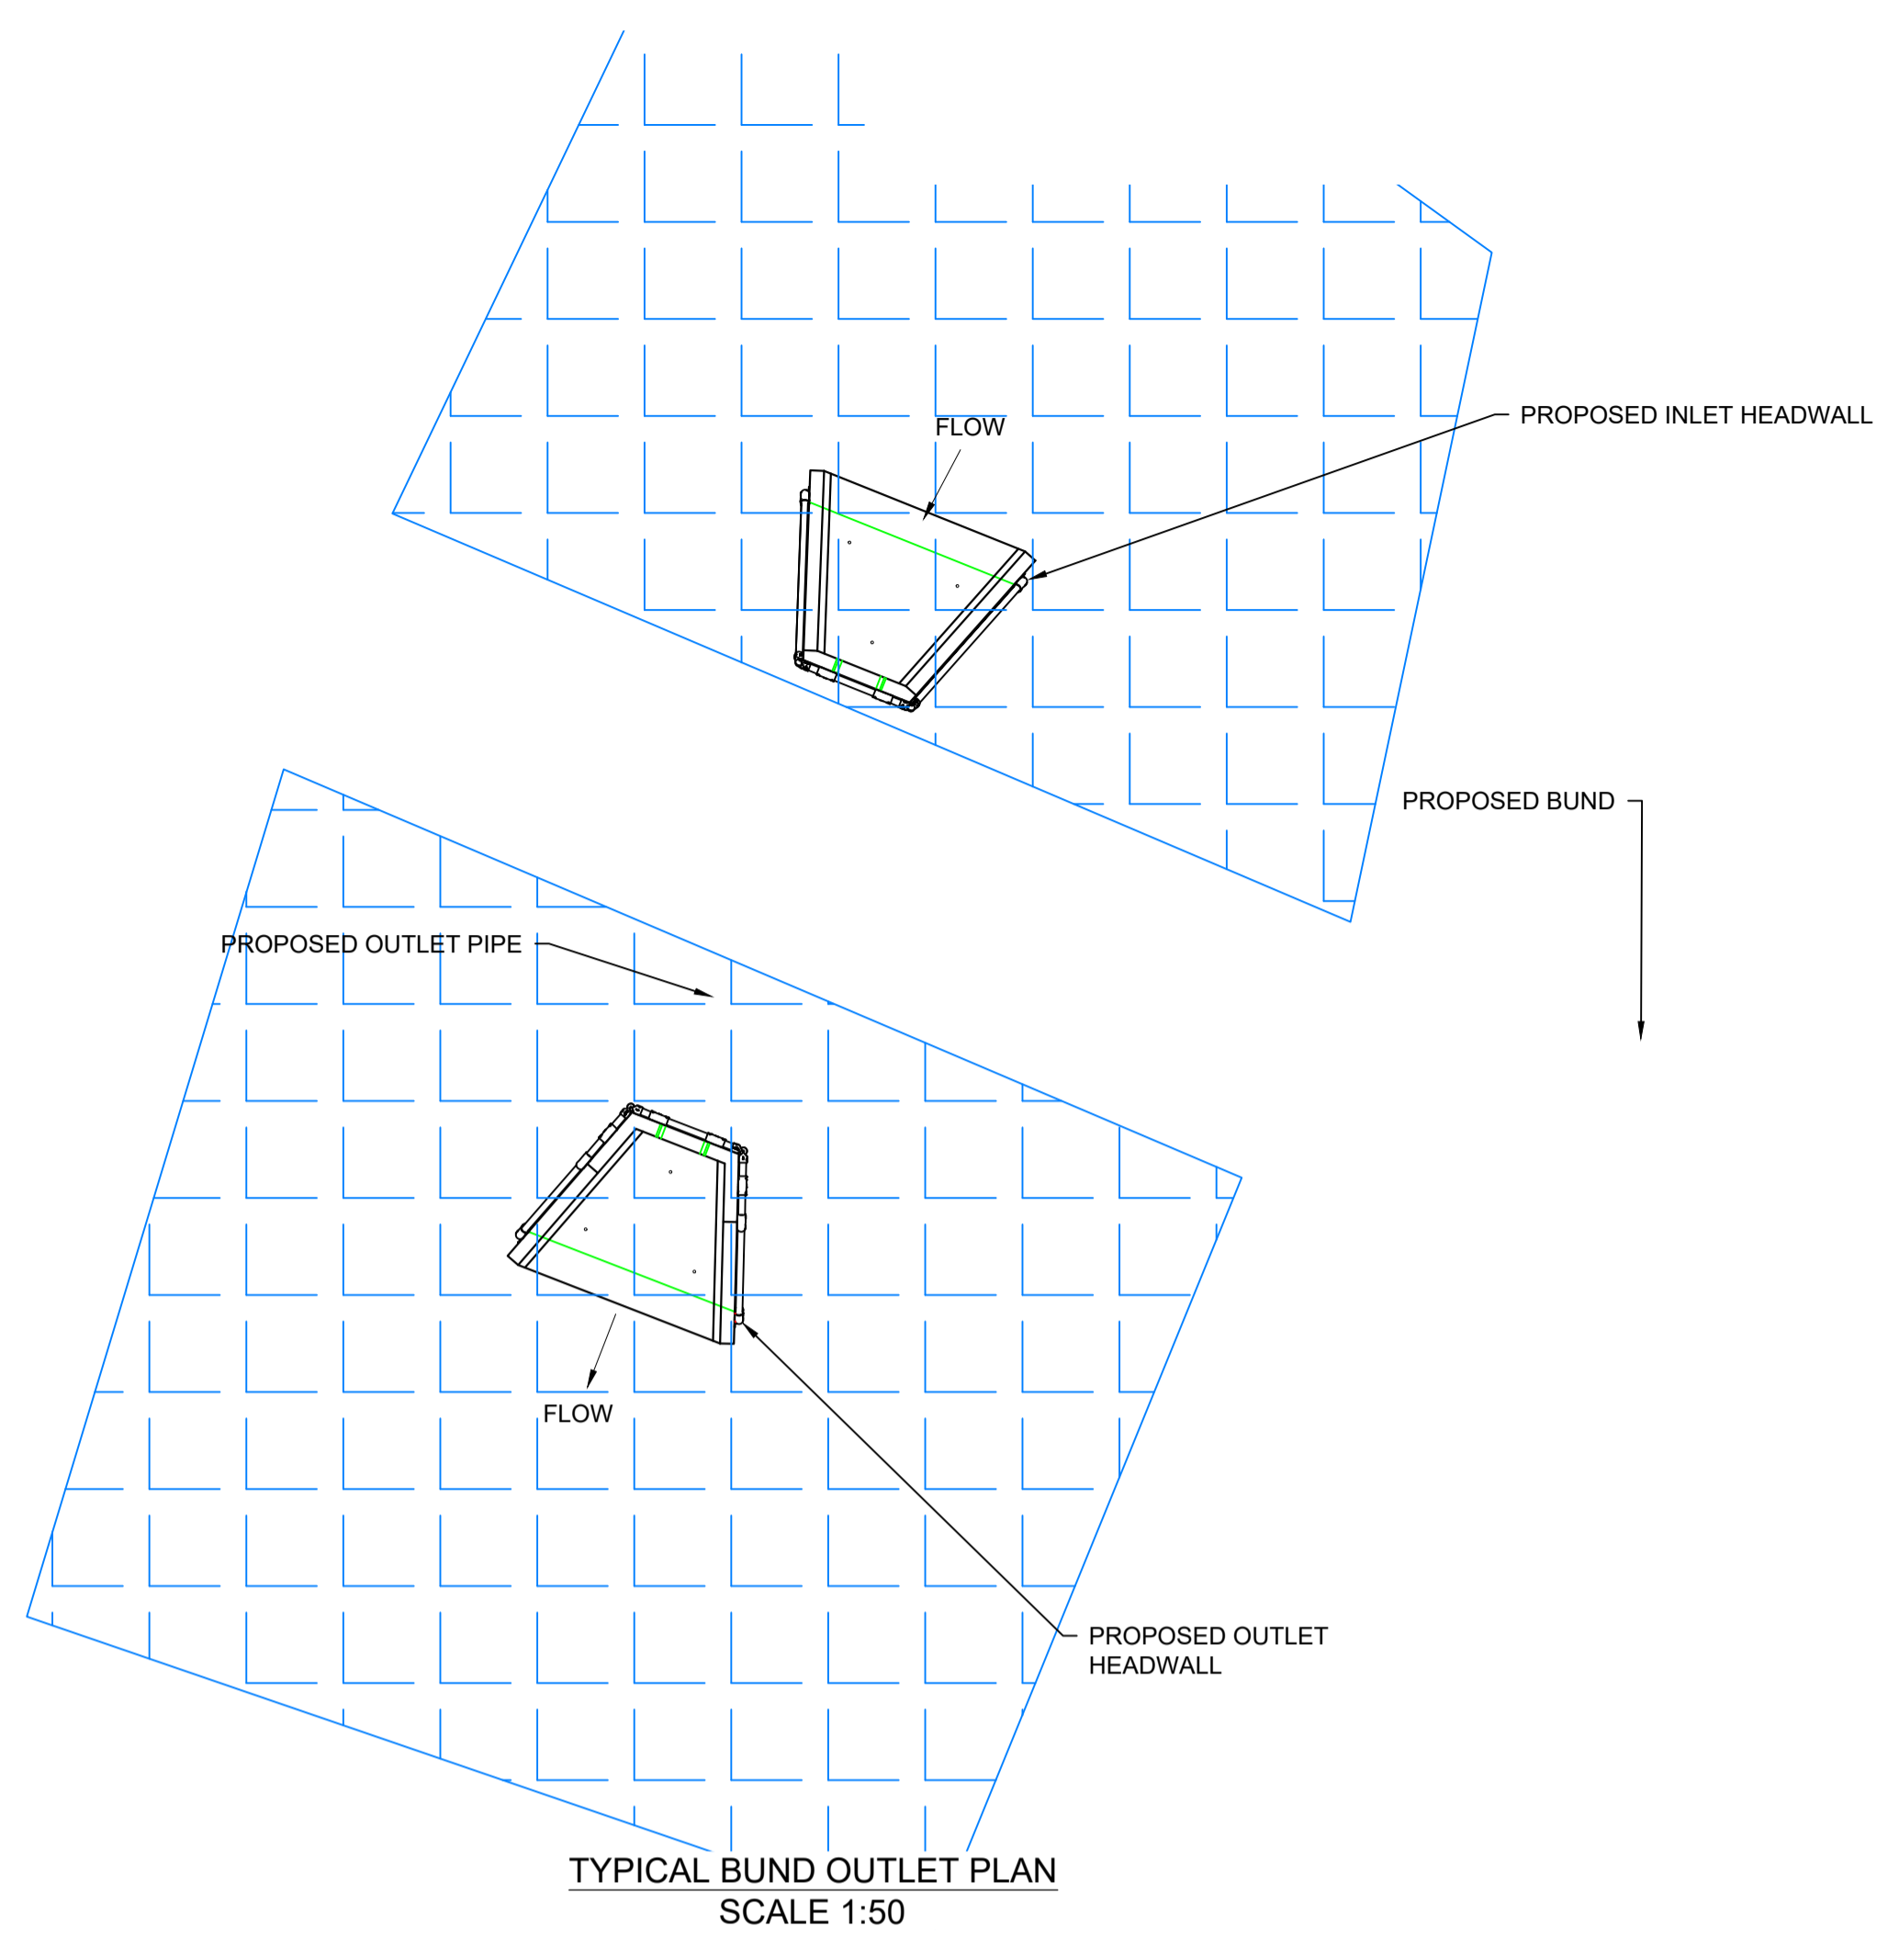 FLOW
PROPOSED INLET HEADWALL
PROPOSED BUND
PROPOSED OUTLET PIPE
FLOW
PROPOSED OUTLET
HEADWALL
TYPICAL BUND OUTLET PLAN
SCALE 1:50